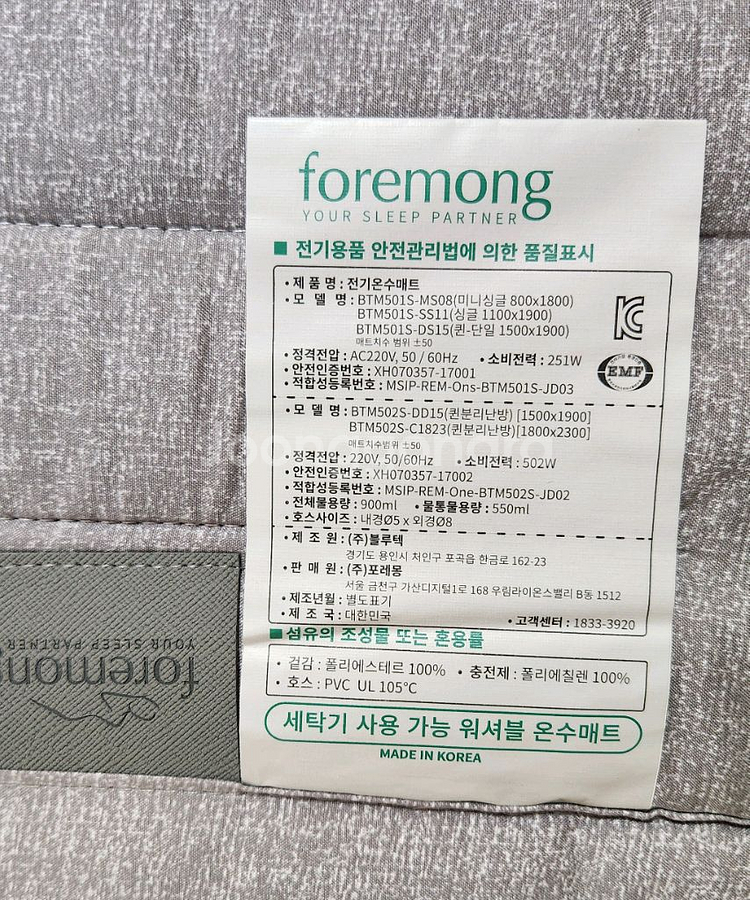 foremong
YOUR SLEEP PARTNER
■ 전기용품 안전관리법에 의한 품질표시
• 제 품 명 : 전기온수매트
• 모 델 명 : BTM501S-MS08(미니싱글 800x1800)
BTM501S-SS11(싱글 1100x1900)
BTM501S-DS15(퀸-단일 1500x1900)
매트치수 범위 ±50
• 정격전압 : AC220V, 50 / 60Hz • 소비전력 : 251W
• 안전인증번호 : XH070357-17001
• 적합성등록번호 : MSIP-REM-Ons-BTM501S-JD03
EMF
• 모 델 명 : BTM502S-DD15(퀸분리난방) [1500x1900]
BTM502S-C1823(퀸분리난방)[1800x2300]
매트치수범위 ±50
• 정격전압 : 220V, 50/60Hz • 소비전력 : 502W
• 안전인증번호 : XH070357-17002
• 적합성등록번호 : MSIP-REM-One-BTM502S-JD02
• 전체물용량 : 900ml • 물통물용량 : 550ml
• 호스사이즈 : 내경Ø5 x 외경Ø8
• 제 조 원 : (주)블루텍
경기도 용인시 처인구 포곡읍 한금로 162-23
• 판 매 원 : (주)포레몽
서울 금천구 가산디지털1로 168 우림라이온스밸리 B동 1512
• 제조년월 : 별도표기
• 제 조 국 : 대한민국 • 고객센터 : 1833-3920
■ 섬유의 조성물 또는 혼용률
• 겉감 : 폴리에스테르 100% • 충전제 : 폴리에칠렌 100%
• 호스 : PVC UL 105℃
세탁기 사용 가능 워셔블 온수매트
MADE IN KOREA
YOUR SLEEP PARTNER
foremong